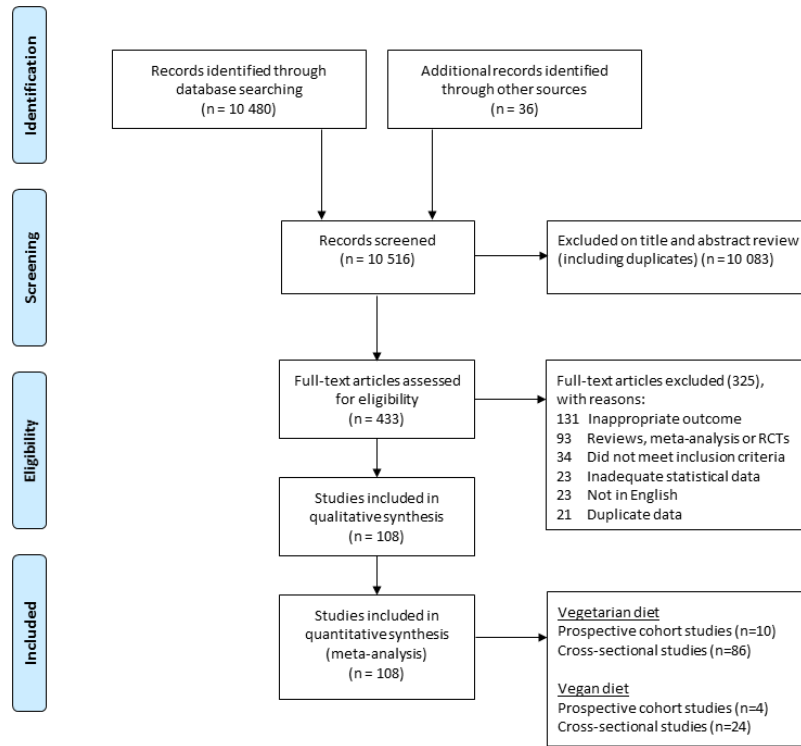 Identification
Records identified through
database searching
(n = 10 480)
Additional records identified
through other sources
(n = 36)
Screening
Records screened
(n = 10 516)
Excluded on title and abstract review
(including duplicates) (n = 10 083)
Eligibility
Full-text articles assessed
for eligibility
(n = 433)
Full-text articles excluded (325),
with reasons:
131 Inappropriate outcome
93 Reviews, meta-analysis or RCTs
34 Did not meet inclusion criteria
23 Inadequate statistical data
23 Not in English
21 Duplicate data
Studies included in
qualitative synthesis
(n = 108)
Included
Studies included in
quantitative synthesis
(meta-analysis)
(n = 108)
Vegetarian diet
Prospective cohort studies (n=10)
Cross-sectional studies (n=86)
Vegan diet
Prospective cohort studies (n=4)
Cross-sectional studies (n=24)